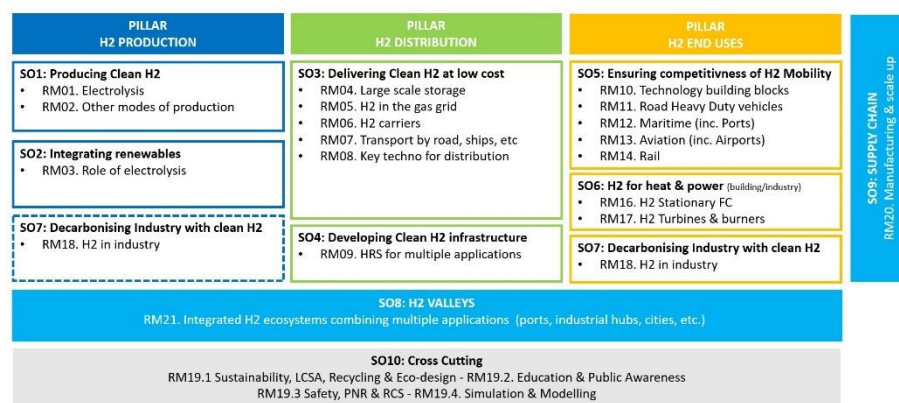 PILLAR
H2 PRODUCTION
SO1: Producing Clean H2
• RM01. Electrolysis
• RM02. Other modes of production
SO2: Integrating renewables
• RM03. Role of electrolysis
SO7: Decarbonising Industry with clean H2
• RM18. H2 in industry
PILLAR
H2 DISTRIBUTION
SO3: Delivering Clean H2 at low cost
• RM04. Large scale storage
• RM05. H2 in the gas grid
• RM06. H2 carriers
• RM07. Transport by road, ships, etc
• RM08. Key techno for distribution
SO4: Developing Clean H2 infrastructure
• RM09. HRS for multiple applications
PILLAR
H2 END USES
SO5: Ensuring competitivness of H2 Mobility
• RM10. Technology building blocks
• RM11. Road Heavy Duty vehicles
• RM12. Maritime (inc. Ports)
• RM13. Aviation (inc. Airports)
• RM14. Rail
SO6: H2 for heat & power (building/industry)
• RM16. H2 Stationary FC
• RM17. H2 Turbines & burners
SO7: Decarbonising Industry with clean H2
• RM18. H2 in industry
SO9: SUPPLY CHAIN
RM20. Manufacturing & scale up
SO8: H2 VALLEYS
RM21. Integrated H2 ecosystems combining multiple applications (ports, industrial hubs, cities, etc.)
SO10: Cross Cutting
RM19.1 Sustainability, LCSA, Recycling & Eco-design - RM19.2. Education & Public Awareness
RM19.3 Safety, PNR & RCS - RM19.4. Simulation & Modelling